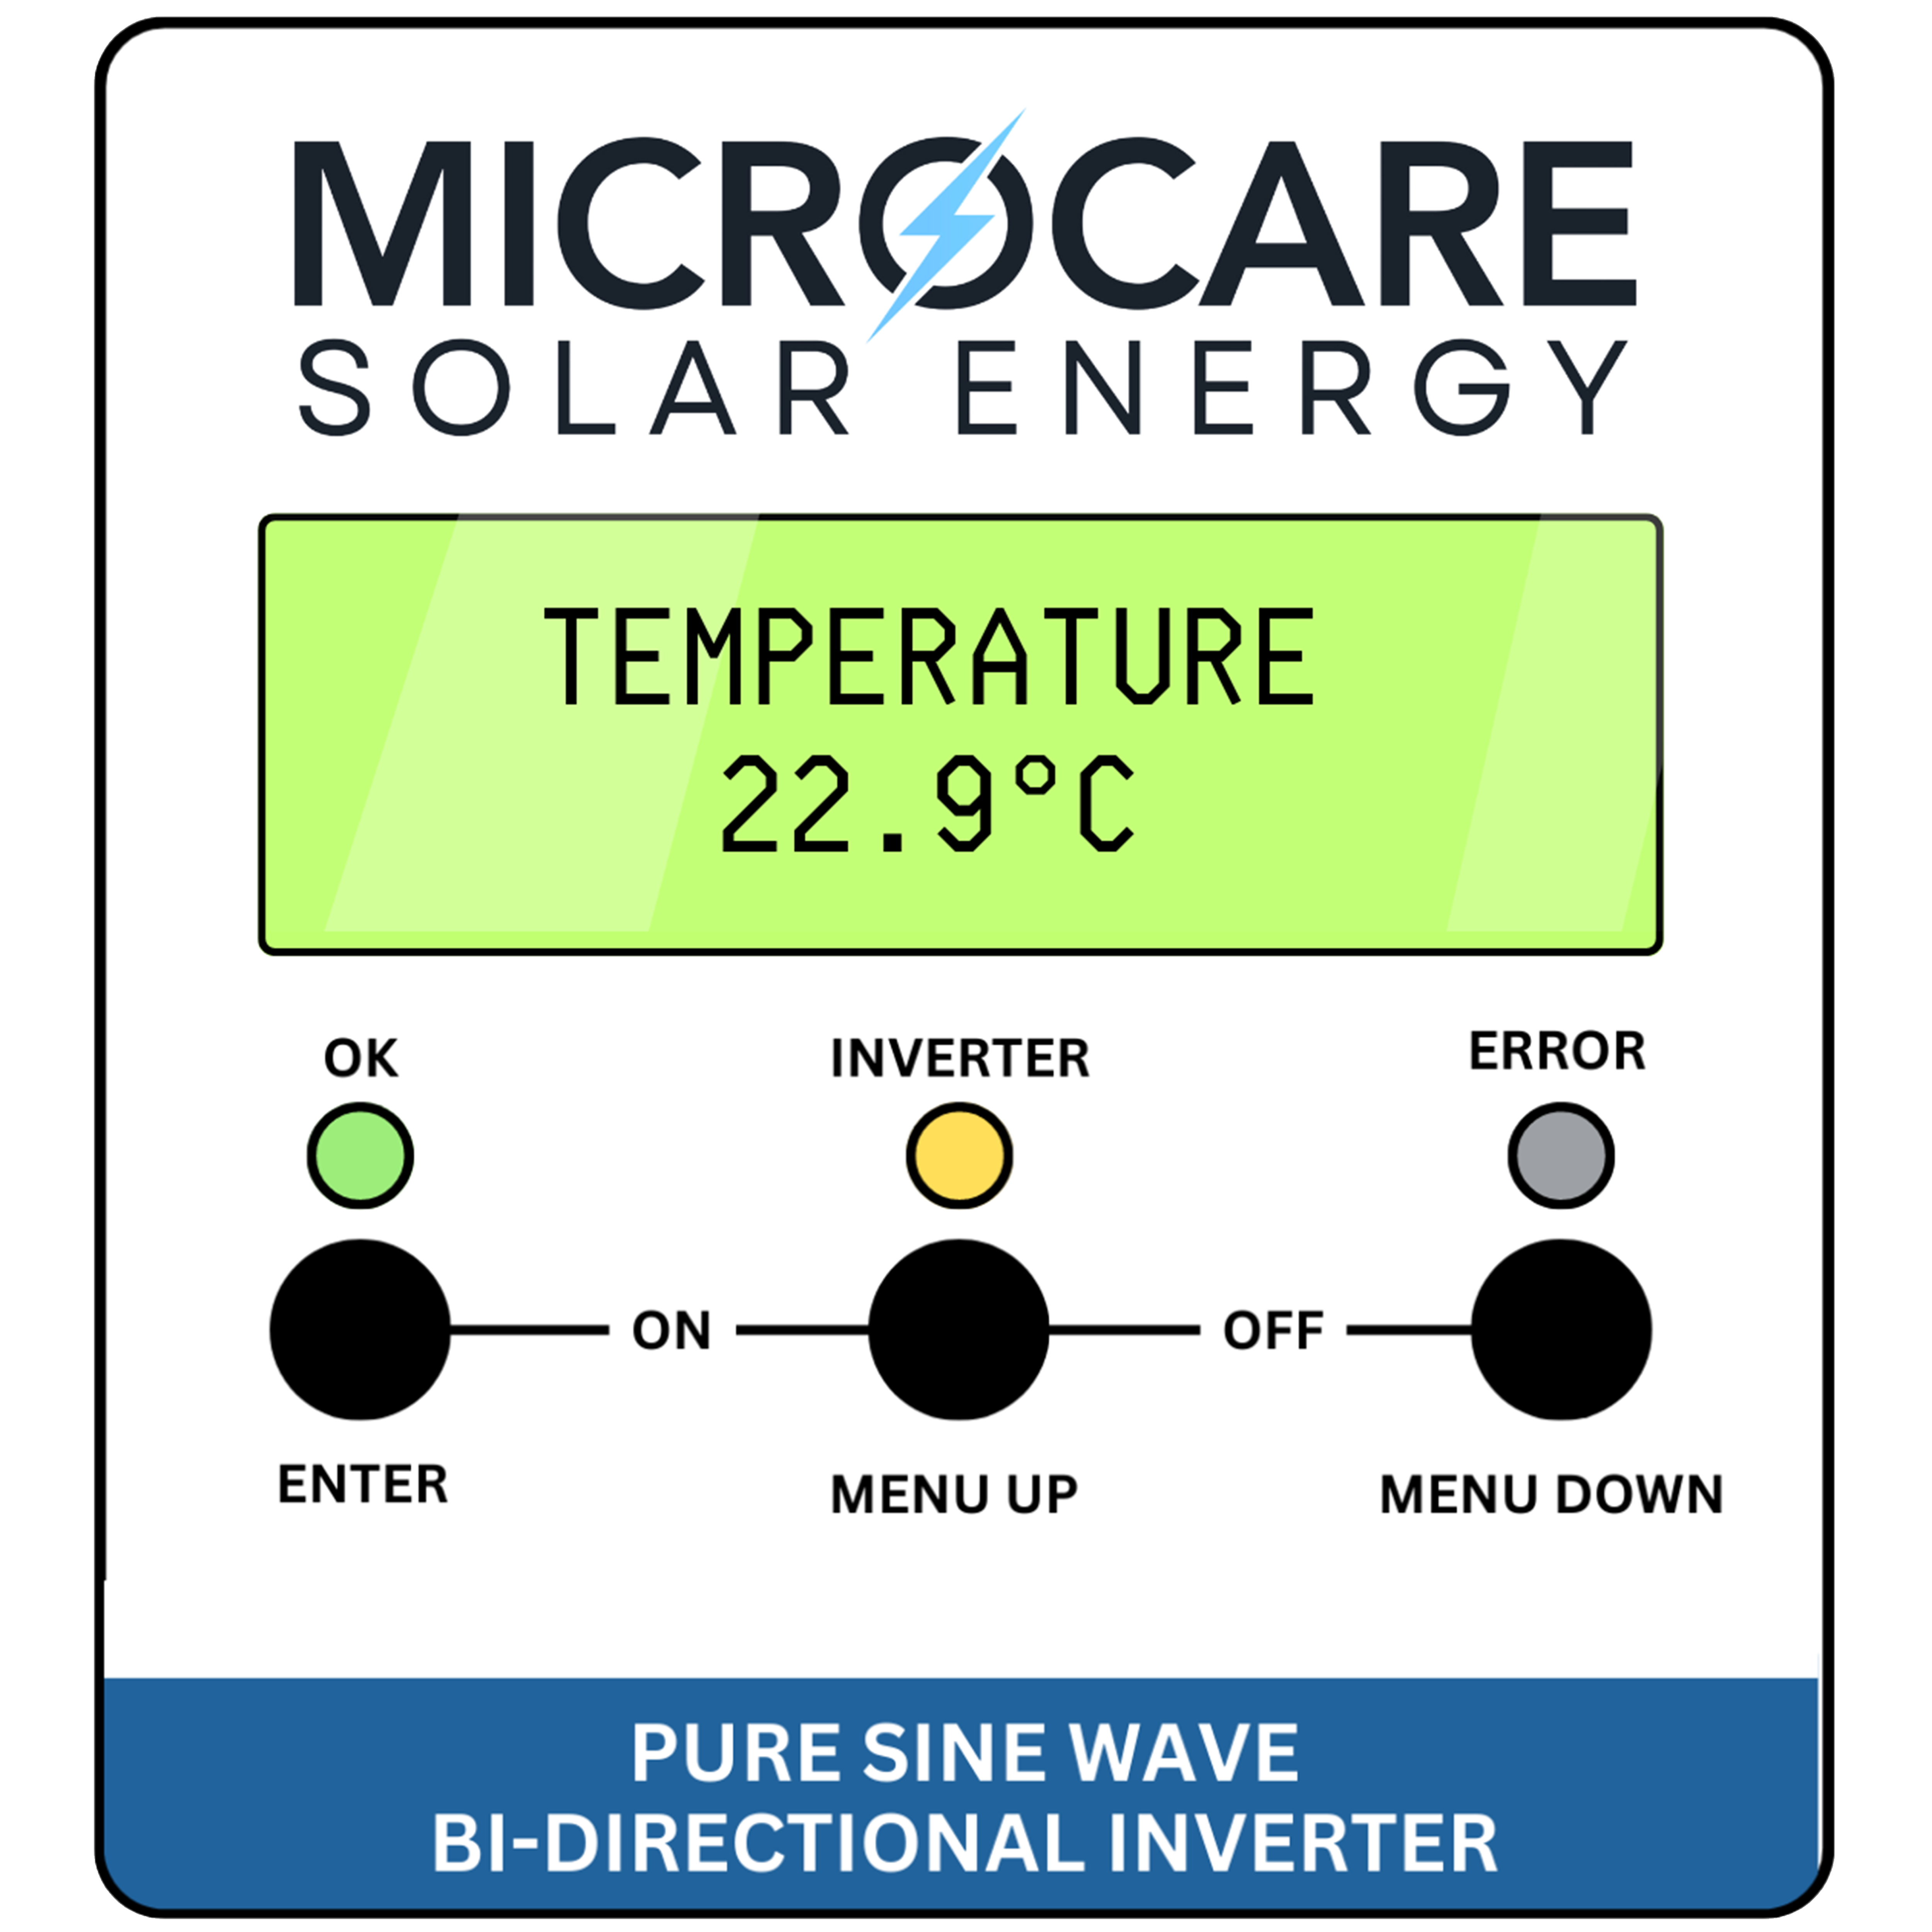 MICROCARE
SOLAR ENERGY
TEMPERATURE
22.9°C
OK INVERTER ERROR
ON OFF
ENTER MENU UP MENU DOWN
PURE SINE WAVE
BI-DIRECTIONAL INVERTER